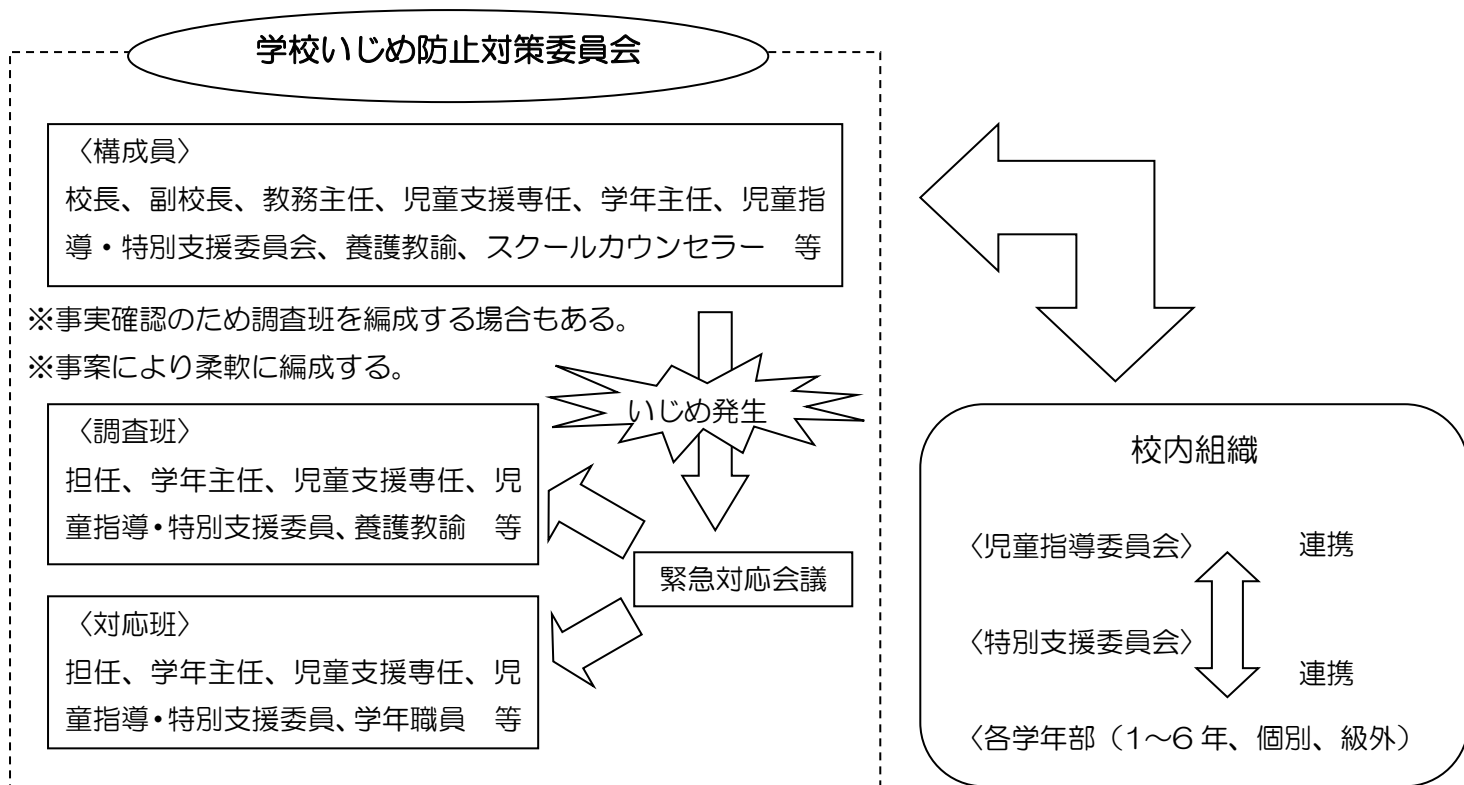 学校いじめ防止対策委員会
〈構成員〉
校長、副校長、教務主任、児童支援専任、学年主任、児童指
導・特別支援委員会、養護教諭、スクールカウンセラー　等
※事実確認のため調査班を編成する場合もある。
※事案により柔軟に編成する。
いじめ発生
〈調査班〉
担任、学年主任、児童支援専任、児
童指導・特別支援委員、養護教諭　等
緊急対応会議
〈対応班〉
担任、学年主任、児童支援専任、児
童指導・特別支援委員、学年職員　等
校内組織
〈児童指導委員会〉　連携
〈特別支援委員会〉
連携
〈各学年部（1～6年、個別、級外）